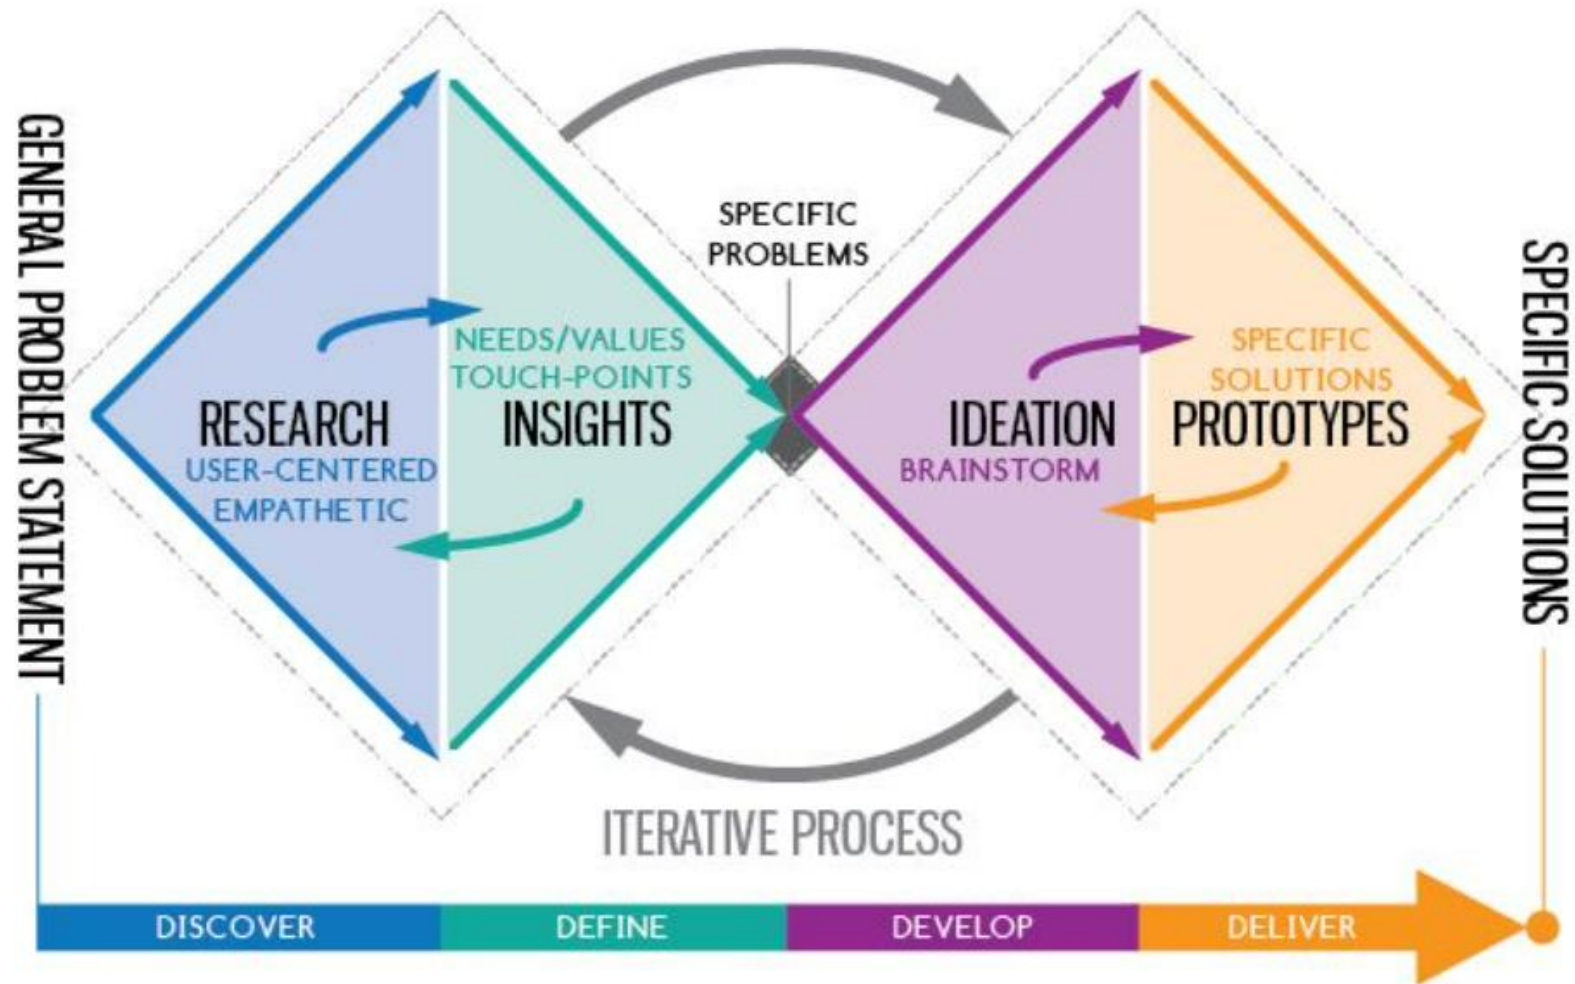 GENERAL PROBLEM STATEMENT
SPECIFIC
PROBLEMS
NEEDS/VALUES
TOUCH-POINTS
RESEARCH
INSIGHTS
USER-CENTERED
EMPATHETIC
SPECIFIC
SOLUTIONS
IDEATION
PROTOTYPES
BRAINSTORM
SPECIFIC SOLUTIONS
ITERATIVE PROCESS
DISCOVER
DEFINE
DEVELOP
DELIVER